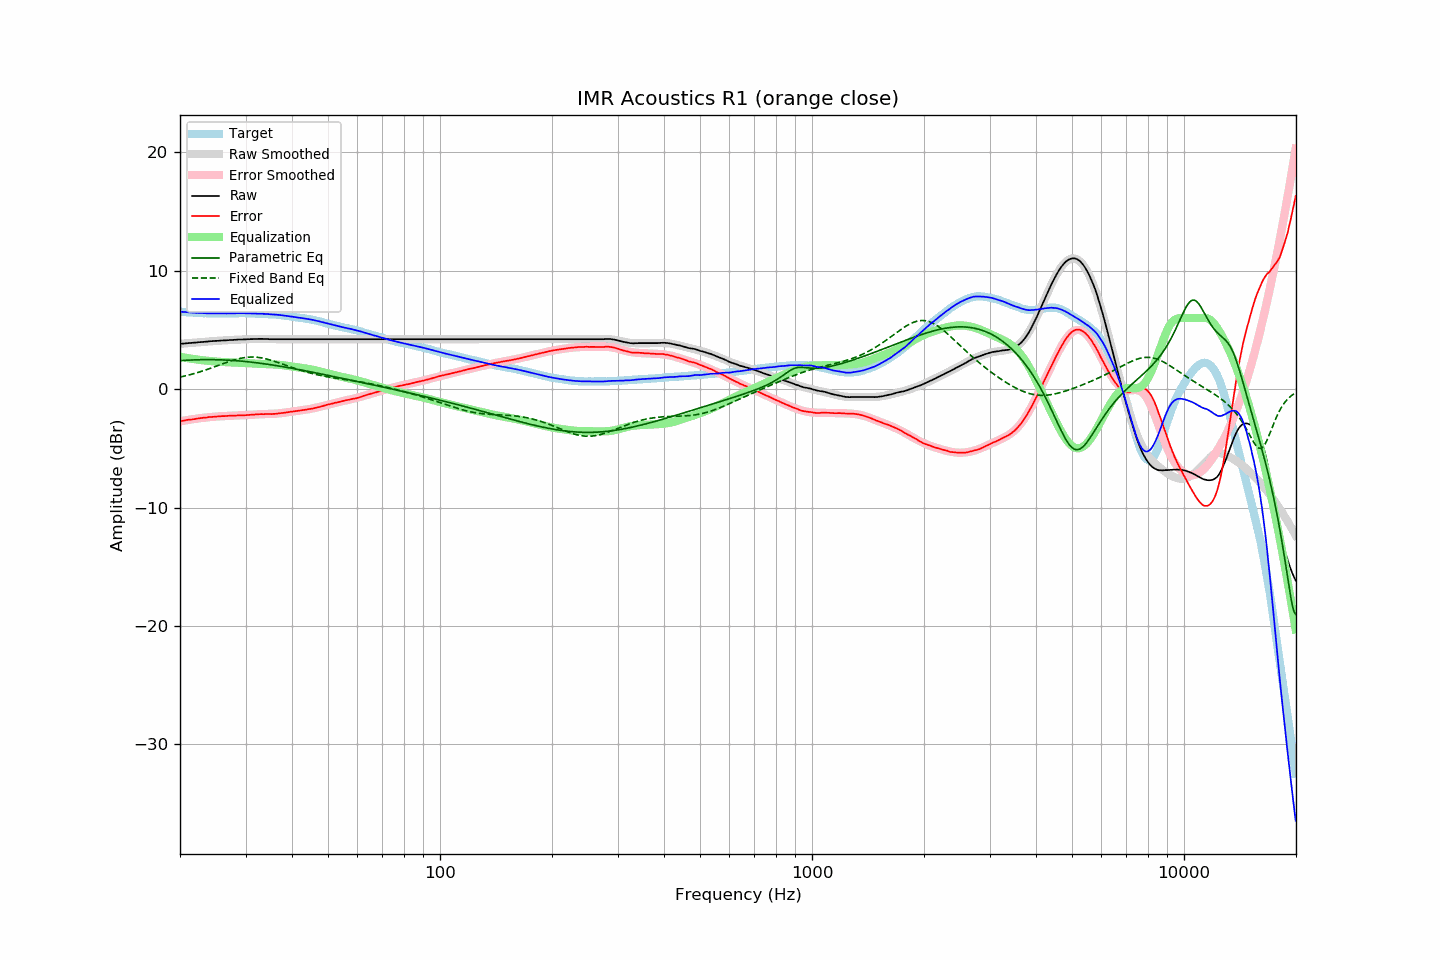 IMR Acoustics R1 (orange close)
Target
Raw Smoothed
Error Smoothed
Raw
Error
Equalization
Parametric Eq
Fixed Band Eq
Equalized
20
10
0
−10
−20
−30
Amplitude (dBr)
100
1000
10000
Frequency (Hz)